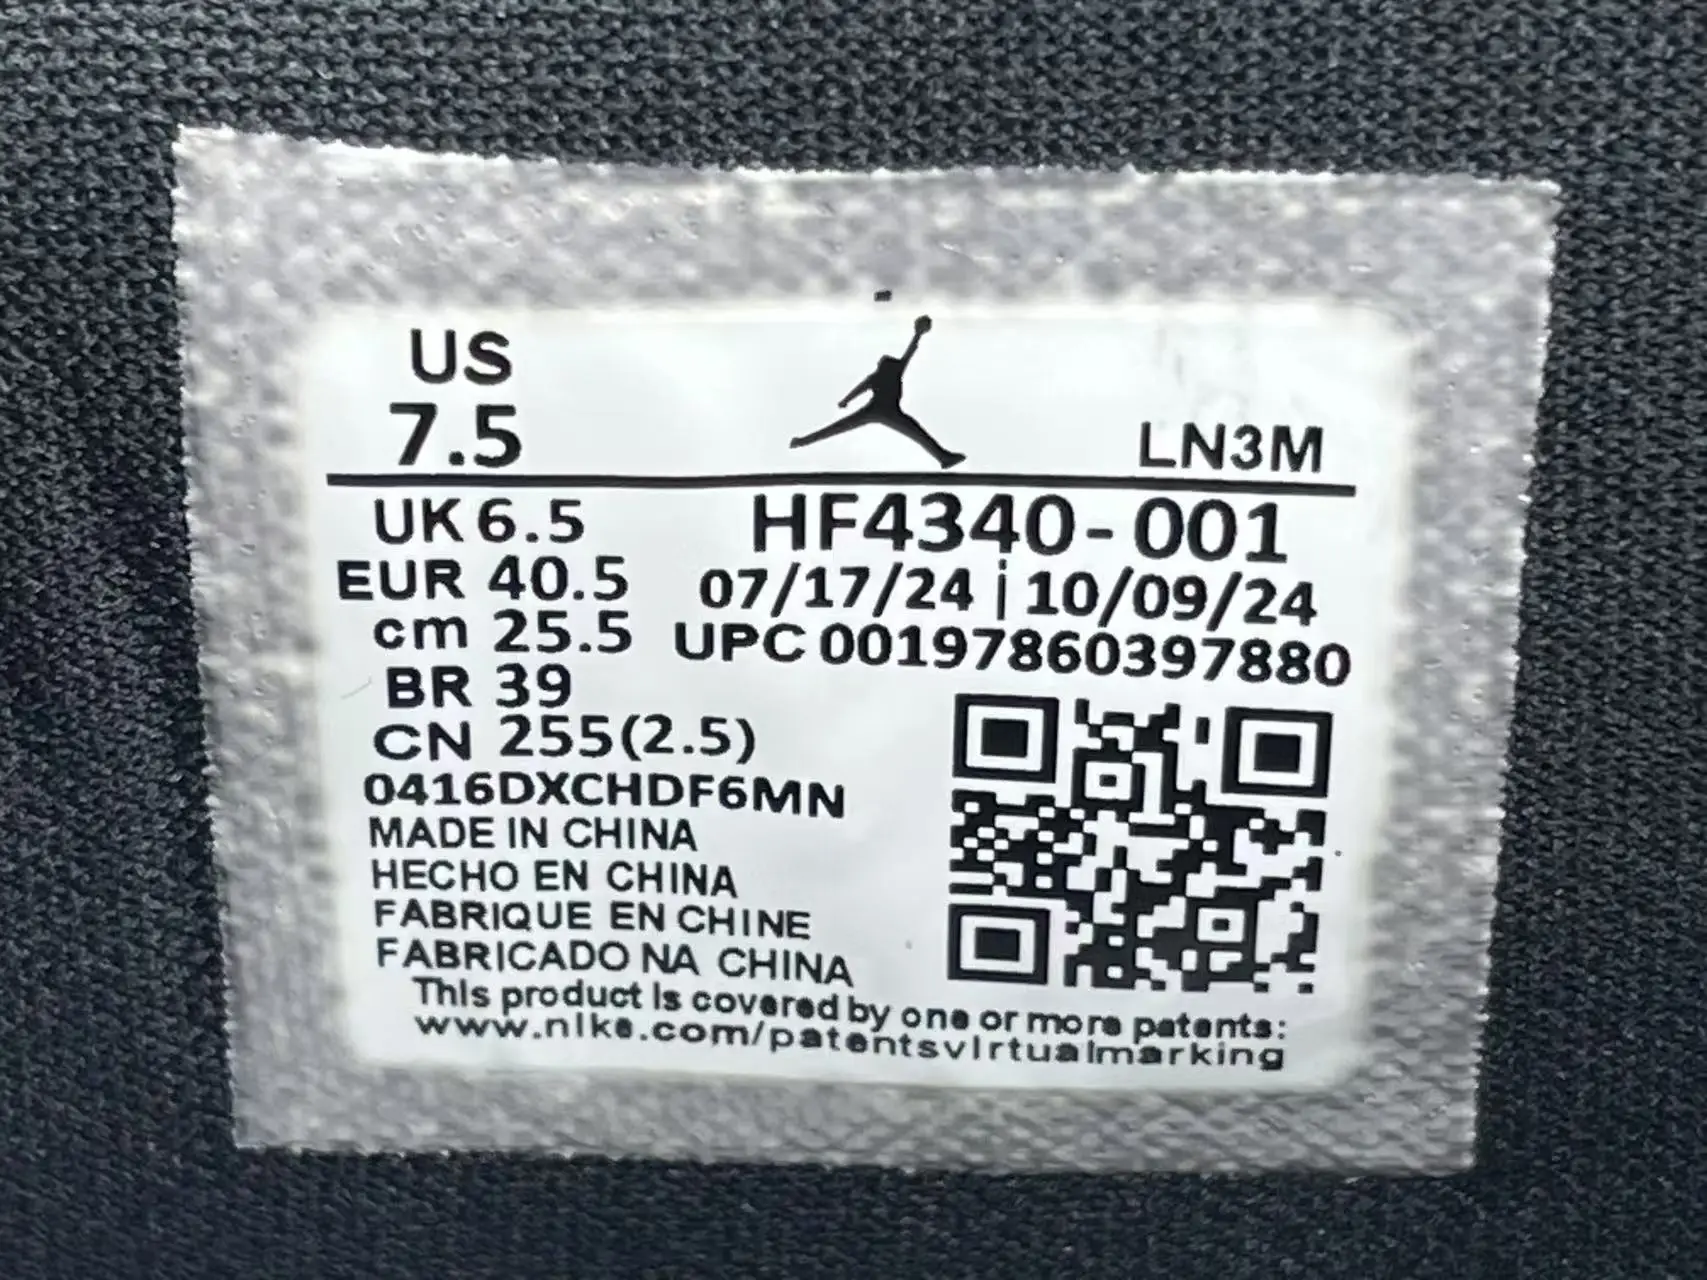 US
7.5
LN3M
UK 6.5
HF4340-001
EUR 40.5
07/17/24 | 10/09/24
cm 25.5
UPC 00197860397880
BR 39
CN 255(2.5)
0416DXCHDF6MN
MADE IN CHINA
HECHO EN CHINA
FABRIQUE EN CHINE
FABRICADO NA CHINA
This product is covered by one or more patents:
www.nike.com/patentsvirtualmarking